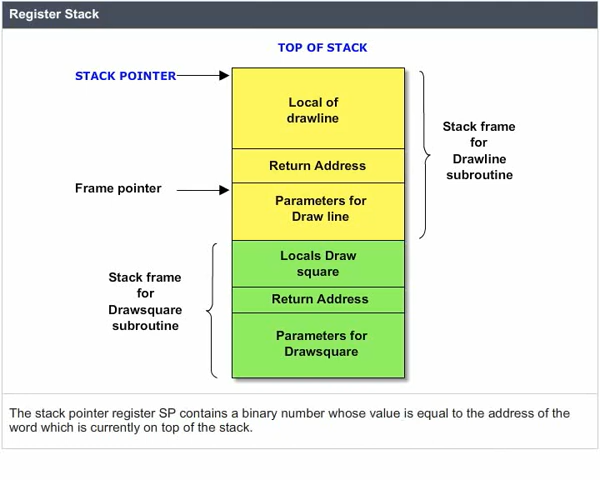 Register Stack
TOP OF STACK
STACK POINTER
Local of
drawline
Return Address
Frame pointer
Parameters for
Draw line
Stack frame
for
Drawline
subroutine
Locals Draw
square
Return Address
Parameters for
Drawsquare
Stack frame
for
Drawsquare
subroutine
The stack pointer register SP contains a binary number whose value is equal to the address of the
word which is currently on top of the stack.